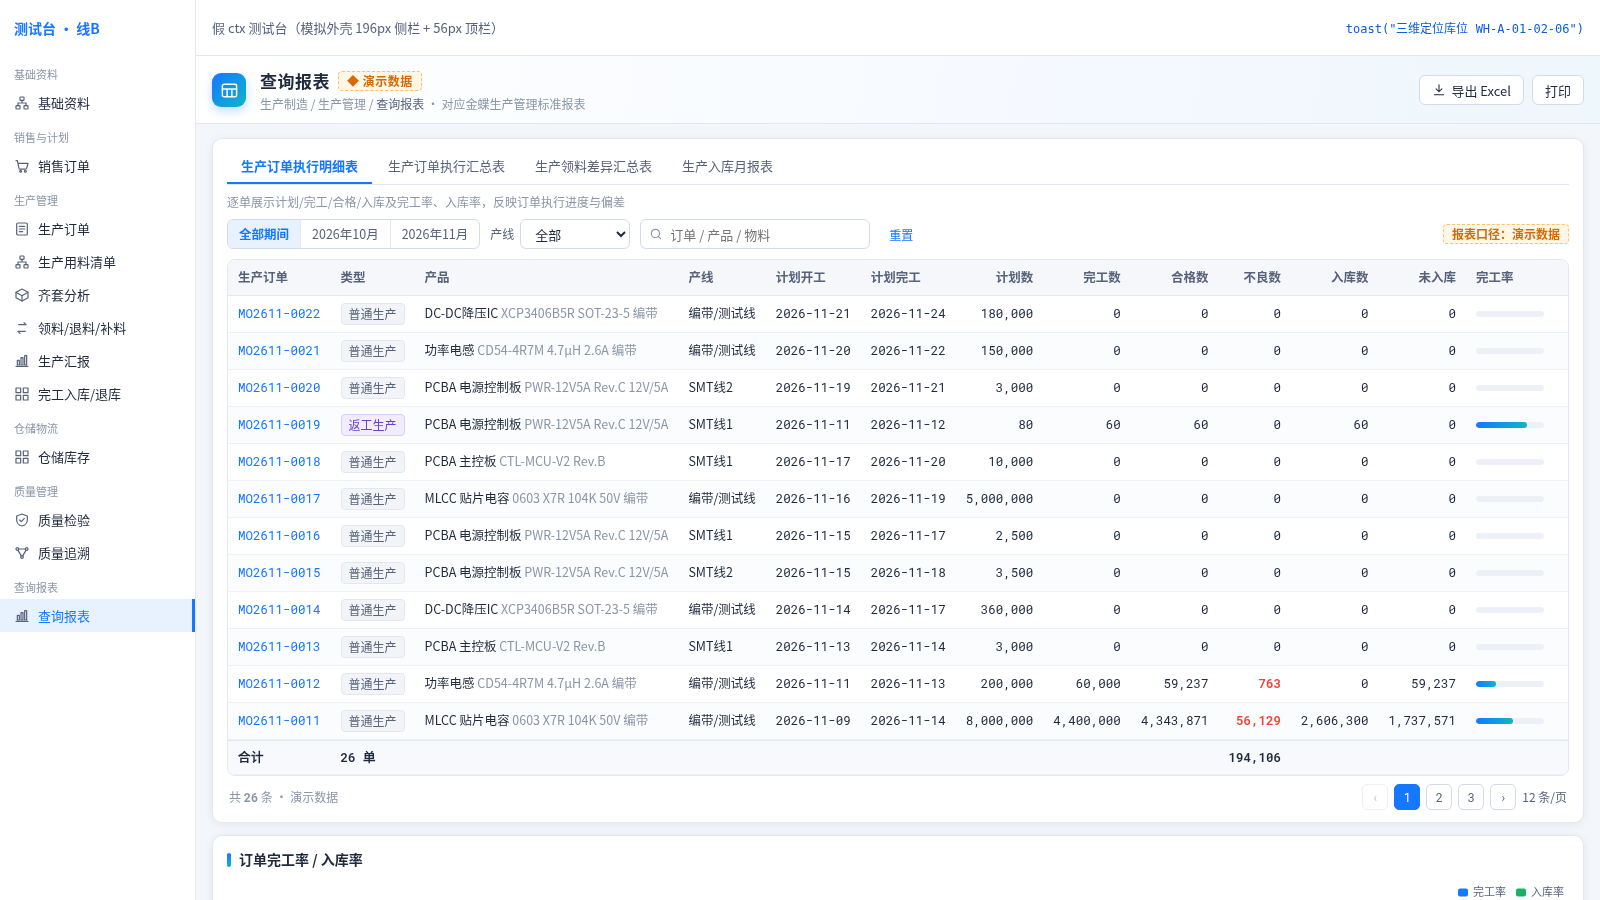 测试台 · 线B
基础资料
基础资料
销售与计划
销售订单
生产管理
生产订单
生产用料清单
齐套分析
领料/退料/补料
生产汇报
完工入库/退库
仓储物流
仓储库存
质量管理
质量检验
质量追溯
查询报表
查询报表
假 ctx 测试台（模拟外壳 196px 侧栏 + 56px 顶栏）
toast("三维定位库位 WH-A-01-02-06")
查询报表 ◆ 演示数据
生产制造 / 生产管理 / 查询报表 · 对应金蝶生产管理标准报表
导出 Excel 打印
生产订单执行明细表 生产订单执行汇总表 生产领料差异汇总表 生产入库月报表
逐单展示计划/完工/合格/入库及完工率、入库率，反映订单执行进度与偏差
全部期间 2026年10月 2026年11月 产线 全部 订单 / 产品 / 物料 重置 报表口径：演示数据
生产订单 类型 产品 产线 计划开工 计划完工 计划数 完工数 合格数 不良数 入库数 未入库 完工率
MO2611-0022 普通生产 DC-DC降压IC XCP3406B5R SOT-23-5 编带 编带/测试线 2026-11-21 2026-11-24 180,000 0 0 0 0 0
MO2611-0021 普通生产 功率电感 CD54-4R7M 4.7μH 2.6A 编带 编带/测试线 2026-11-20 2026-11-22 150,000 0 0 0 0 0
MO2611-0020 普通生产 PCBA 电源控制板 PWR-12V5A Rev.C 12V/5A SMT线2 2026-11-19 2026-11-21 3,000 0 0 0 0 0
MO2611-0019 返工生产 PCBA 电源控制板 PWR-12V5A Rev.C 12V/5A SMT线1 2026-11-11 2026-11-12 80 60 60 0 60 0
MO2611-0018 普通生产 PCBA 主控板 CTL-MCU-V2 Rev.B SMT线1 2026-11-17 2026-11-20 10,000 0 0 0 0 0
MO2611-0017 普通生产 MLCC 贴片电容 0603 X7R 104K 50V 编带 编带/测试线 2026-11-16 2026-11-19 5,000,000 0 0 0 0 0
MO2611-0016 普通生产 PCBA 电源控制板 PWR-12V5A Rev.C 12V/5A SMT线1 2026-11-15 2026-11-17 2,500 0 0 0 0 0
MO2611-0015 普通生产 PCBA 电源控制板 PWR-12V5A Rev.C 12V/5A SMT线2 2026-11-15 2026-11-18 3,500 0 0 0 0 0
MO2611-0014 普通生产 DC-DC降压IC XCP3406B5R SOT-23-5 编带 编带/测试线 2026-11-14 2026-11-17 360,000 0 0 0 0 0
MO2611-0013 普通生产 PCBA 主控板 CTL-MCU-V2 Rev.B SMT线1 2026-11-13 2026-11-14 3,000 0 0 0 0 0
MO2611-0012 普通生产 功率电感 CD54-4R7M 4.7μH 2.6A 编带 编带/测试线 2026-11-11 2026-11-13 200,000 60,000 59,237 763 0 59,237
MO2611-0011 普通生产 MLCC 贴片电容 0603 X7R 104K 50V 编带 编带/测试线 2026-11-09 2026-11-14 8,000,000 4,400,000 4,343,871 56,129 2,606,300 1,737,571
合计 26 单 194,106
共 26 条 · 演示数据 ‹ 1 2 3 › 12 条/页
订单完工率 / 入库率
完工率 入库率